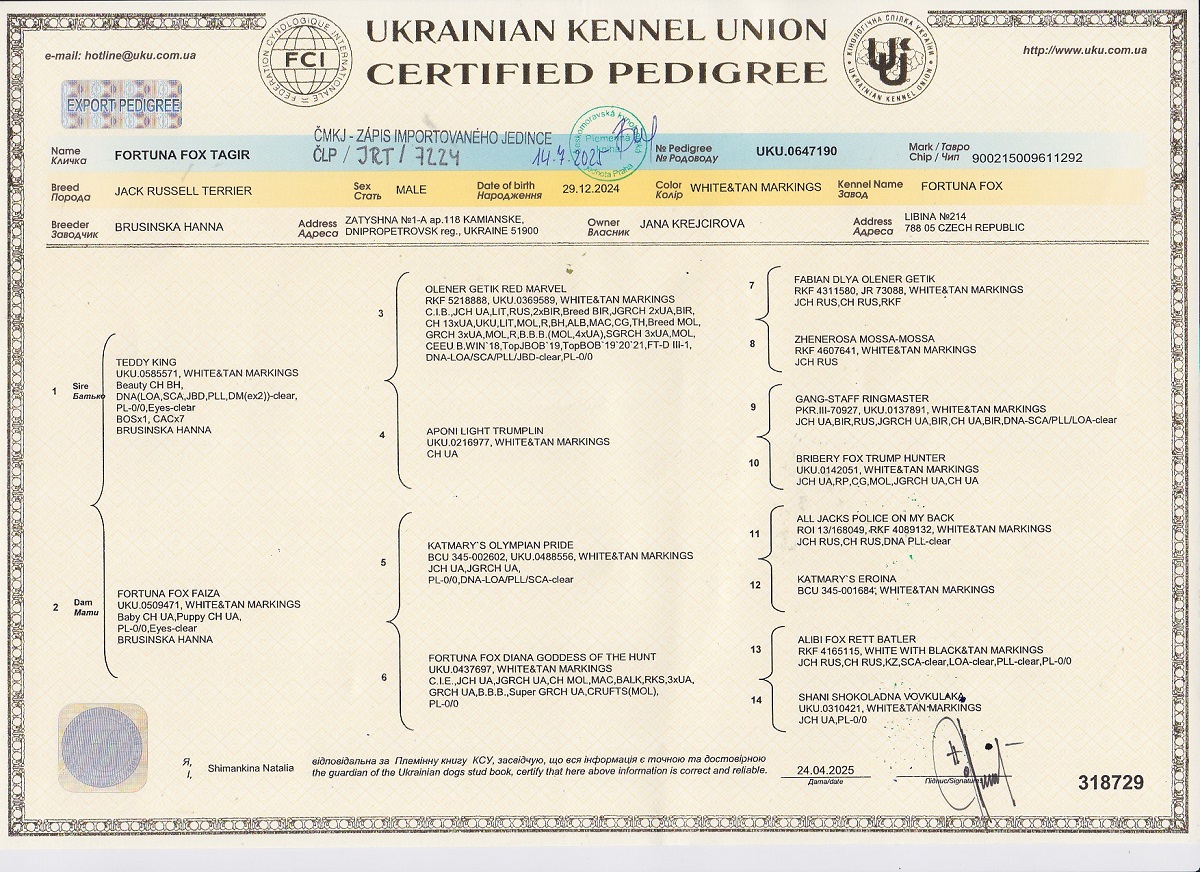 UKRAINIAN KENNEL UNION
CERTIFIED PEDIGREE
e-mail: hotline@uku.com.ua
FEDERATION CYNOLOGIQUE INTERNATIONALE
FCI
КІНОЛОГІЧНА СПІЛКА УКРАЇНИ
UKRAINIAN KENNEL UNION
http://www.uku.com.ua
EXPORT PEDIGREE
ČMKJ - ZÁPIS IMPORTOVANÉHO JEDINCE
ČLP / JRT / 7224
14.7.2025
Name
Кличка
FORTUNA FOX TAGIR
№ Pedigree
№ Родоводу
UKU.0647190
Mark / Тавро
Chip / Чип
900215009611292
Breed
Порода
JACK RUSSELL TERRIER
Sex
Стать
MALE
Date of birth
Народження
29.12.2024
Color
Колір
WHITE&TAN MARKINGS
Kennel Name
Завод
FORTUNA FOX
Breeder
Заводчик
BRUSINSKA HANNA
Address
Адреса
ZATYSHNA №1-A ap.118 KAMIANSKE,
DNIPROPETROVSK reg., UKRAINE 51900
Owner
Власник
JANA KREJCIROVA
Address
Адреса
LIBINA №214
788 05 CZECH REPUBLIC
1
Sire
Батько
TEDDY KING
UKU.0585571, WHITE&TAN MARKINGS
Beauty CH BH,
DNA(LOA,SCA,JBD,PLL,DM(ex2))-clear,
PL-0/0,Eyes-clear
BOSx1, CACx7
BRUSINSKA HANNA
2
Dam
Мати
FORTUNA FOX FAIZA
UKU.0509471, WHITE&TAN MARKINGS
Baby CH UA,Puppy CH UA,
PL-0/0,Eyes-clear
BRUSINSKA HANNA
3
OLENER GETIK RED MARVEL
RKF 5218888, UKU.0369589, WHITE&TAN MARKINGS
C.I.B.,JCH UA,LIT,RUS,2xBIR,Breed BIR,JGRCH 2xUA,BIR,
CH 13xUA,UKU,LIT,MOL,R,BH,ALB,MAC,CG,TH,Breed MOL,
GRCH 3xUA,MOL,R,B.B.B.(MOL,4xUA),SGRCH 3xUA,MOL,
CEEU B.WIN`18,TopJBOB`19,TopBOB`19`20`21,FT-D III-1,
DNA-LOA/SCA/PLL/JBD-clear,PL-0/0
4
APONI LIGHT TRUMPLIN
UKU.0216977, WHITE&TAN MARKINGS
CH UA
5
KATMARY`S OLYMPIAN PRIDE
BCU 345-002602, UKU.0488556, WHITE&TAN MARKINGS
JCH UA,JGRCH UA,
PL-0/0,DNA-LOA/PLL/SCA-clear
6
FORTUNA FOX DIANA GODDESS OF THE HUNT
UKU.0437697, WHITE&TAN MARKINGS
C.I.E.,JCH UA,JGRCH UA,CH MOL,MAC,BALK,RKS,3xUA,
GRCH UA,B.B.B.,Super GRCH UA,CRUFTS(MOL),
PL-0/0
7
FABIAN DLYA OLENER GETIK
RKF 4311580, JR 73088, WHITE&TAN MARKINGS
JCH RUS,CH RUS,RKF
8
ZHENEROSA MOSSA-MOSSA
RKF 4607641, WHITE&TAN MARKINGS
JCH RUS
9
GANG-STAFF RINGMASTER
PKR.III-70927, UKU.0137891, WHITE&TAN MARKINGS
JCH UA,BIR,RUS,JGRCH UA,BIR,CH UA,BIR,DNA-SCA/PLL/LOA-clear
10
BRIBERY FOX TRUMP HUNTER
UKU.0142051, WHITE&TAN MARKINGS
JCH UA,RP,CG,MOL,JGRCH UA,CH UA
11
ALL JACKS POLICE ON MY BACK
ROI 13/168049, RKF 4089132, WHITE&TAN MARKINGS
JCH RUS,CH RUS,DNA PLL-clear
12
KATMARY`S EROINA
BCU 345-001684, WHITE&TAN MARKINGS
13
ALIBI FOX RETT BATLER
RKF 4165115, WHITE WITH BLACK&TAN MARKINGS
JCH RUS,CH RUS,KZ,SCA-clear,LOA-clear,PLL-clear,PL-0/0
14
SHANI SHOKOLADNA VOVKULAKA
UKU.0310421, WHITE&TAN MARKINGS
JCH UA,PL-0/0
Я,
I,
Shimankina Natalia
відповідальна за Племінну книгу КСУ, засвідчую, що вся інформація є точною та достовірною
the guardian of the Ukrainian dogs stud book, certify that here above information is correct and reliable.
24.04.2025
Дата/date
Підпис/Signature
318729